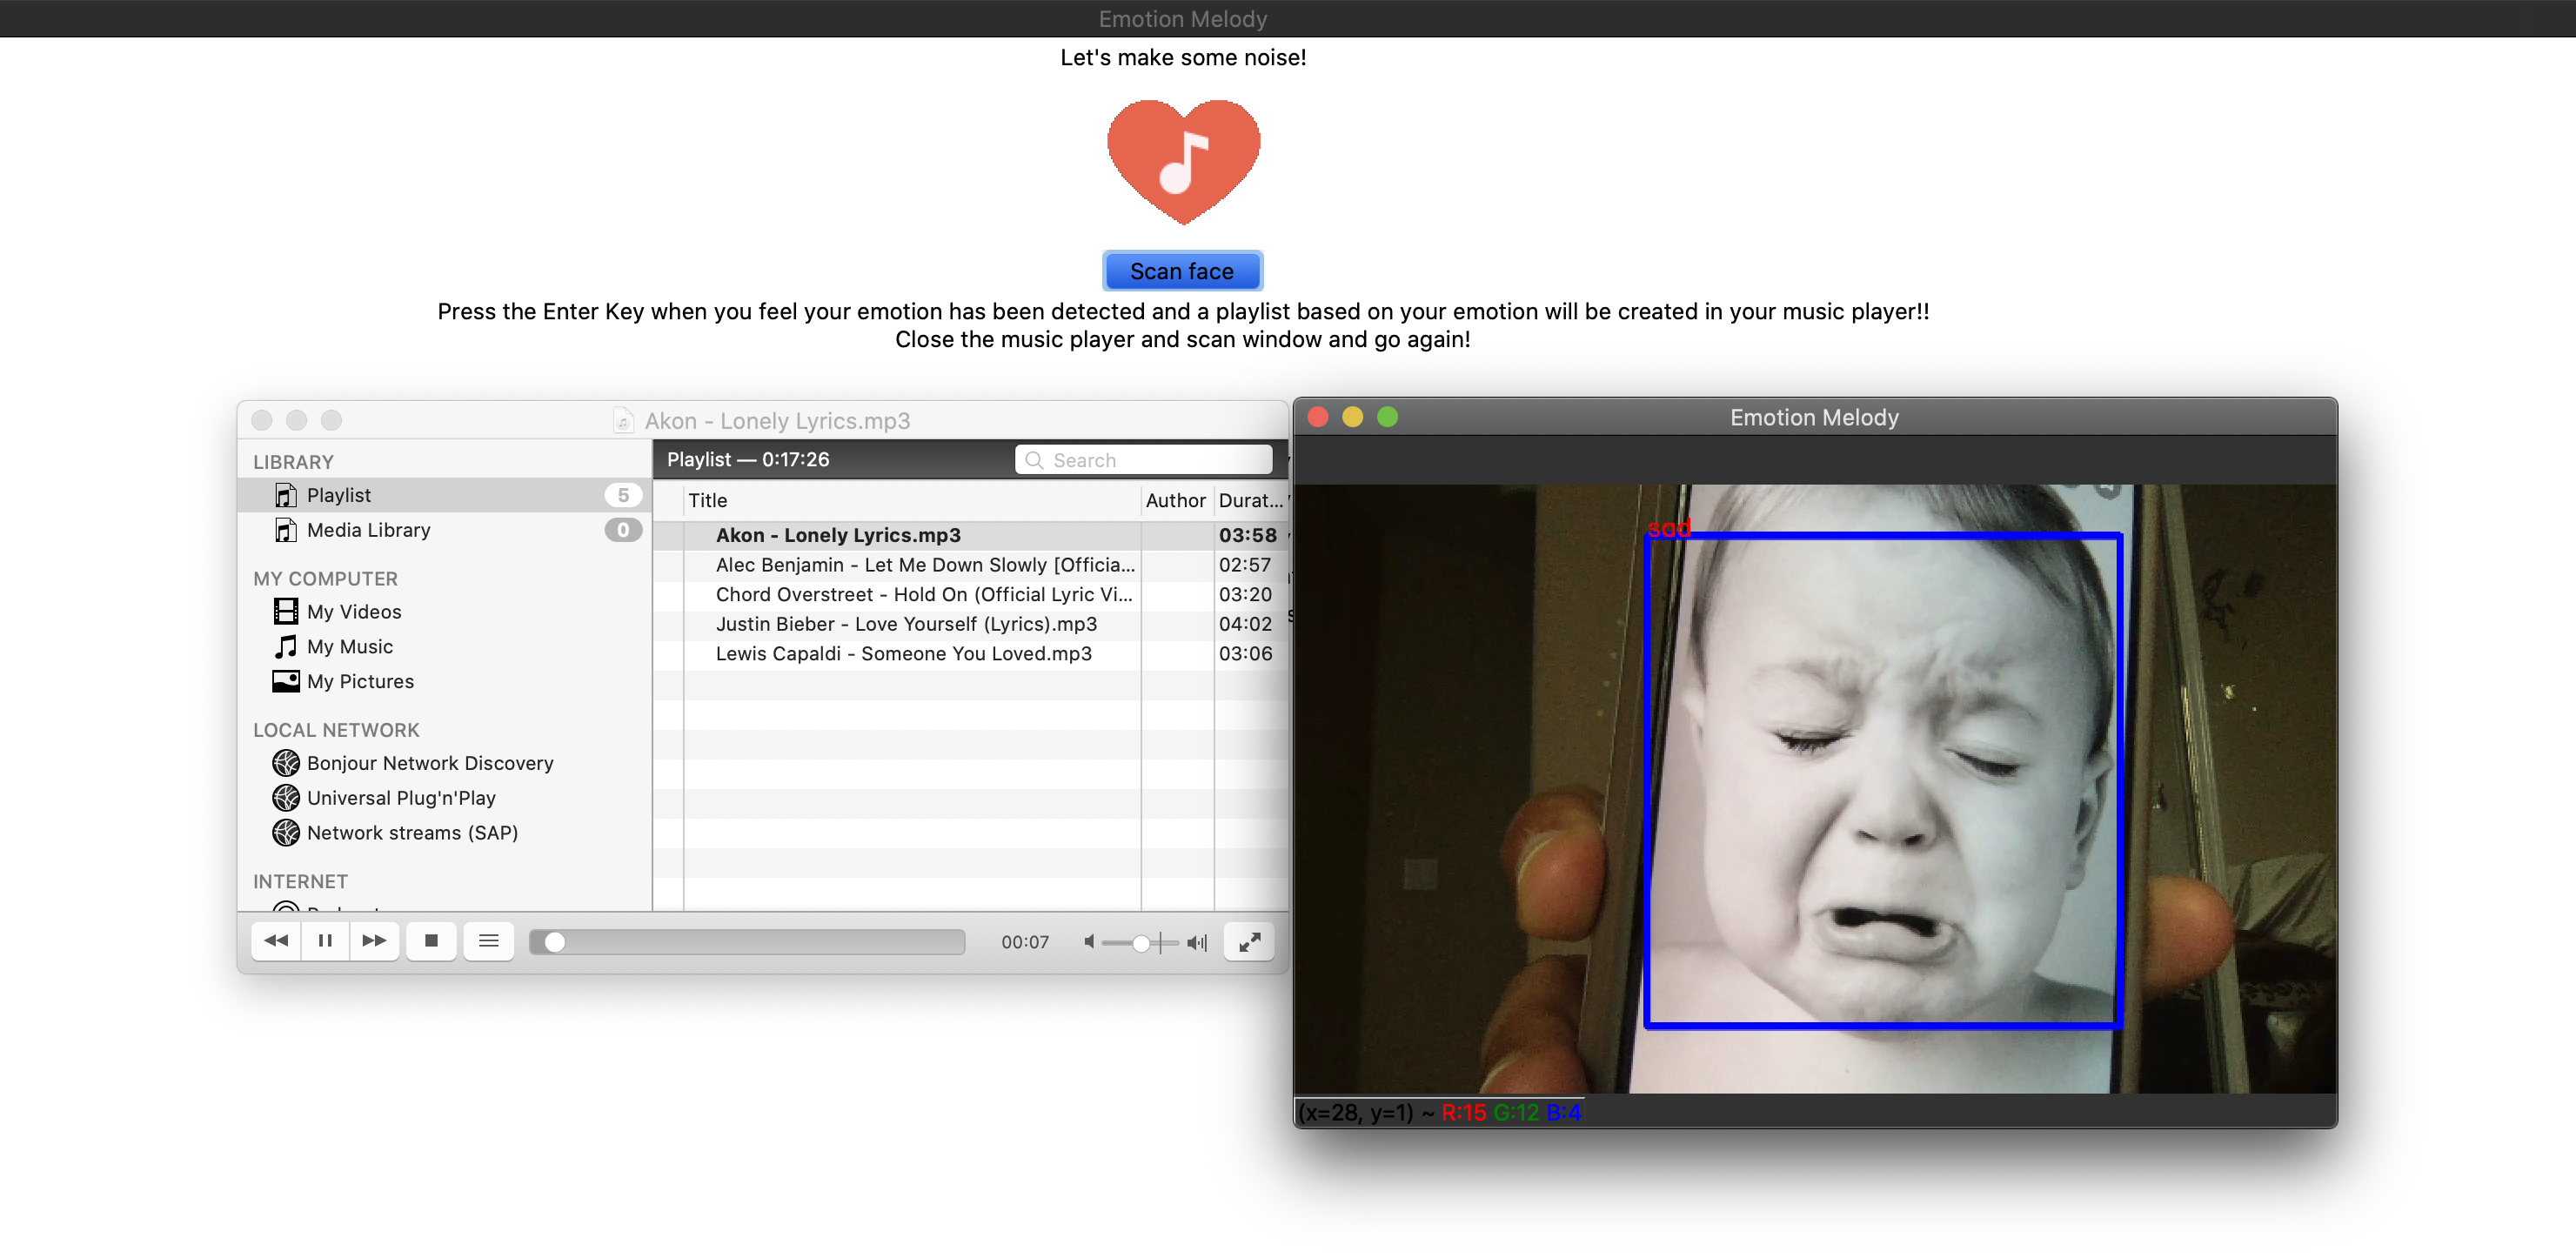 Emotion Melody
Let's make some noise!
Scan face
Press the Enter Key when you feel your emotion has been detected and a playlist based on your emotion will be created in your music player!!
Close the music player and scan window and go again!
Akon - Lonely Lyrics.mp3
LIBRARY
Playlist 5
Media Library 0
MY COMPUTER
My Videos
My Music
My Pictures
LOCAL NETWORK
Bonjour Network Discovery
Universal Plug'n'Play
Network streams (SAP)
INTERNET
Playlist — 0:17:26 Search
Title Author Durat...
Akon - Lonely Lyrics.mp3 03:58
Alec Benjamin - Let Me Down Slowly [Officia... 02:57
Chord Overstreet - Hold On (Official Lyric Vi... 03:20
Justin Bieber - Love Yourself (Lyrics).mp3 04:02
Lewis Capaldi - Someone You Loved.mp3 03:06
00:07
Emotion Melody
sad
(x=28, y=1) ~ R:15 G:12 B:4